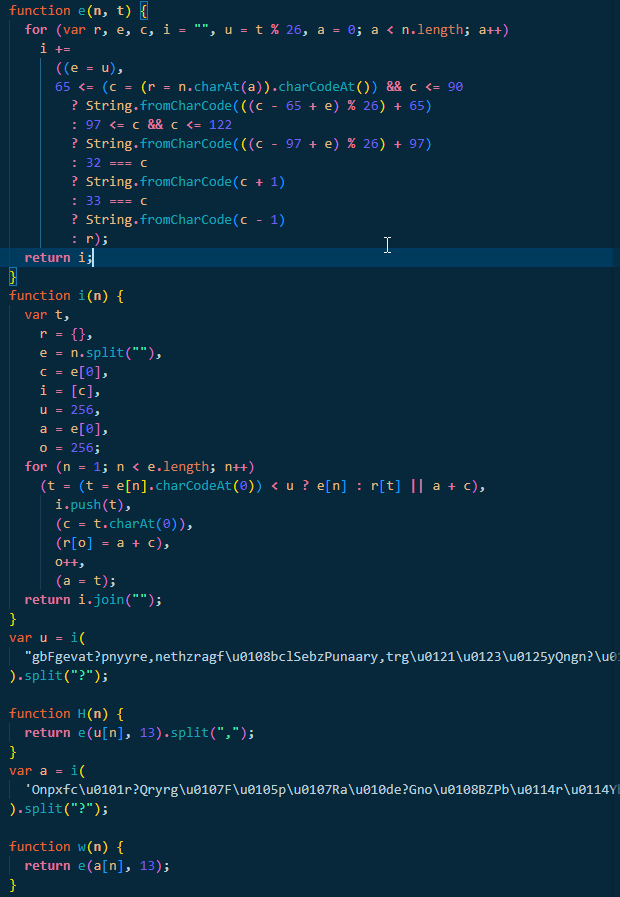 function e(n, t) {
for (var r, e, c, i = "", u = t % 26, a = 0; a < n.length; a++)
i +=
((e = u),
65 <= (c = (r = n.charAt(a)).charCodeAt()) && c <= 90
? String.fromCharCode(((c - 65 + e) % 26) + 65)
: 97 <= c && c <= 122
? String.fromCharCode(((c - 97 + e) % 26) + 97)
: 32 === c
? String.fromCharCode(c + 1)
: 33 === c
? String.fromCharCode(c - 1)
: r);
return i;
}
function i(n) {
var t,
r = {},
e = n.split(""),
c = e[0],
i = [c],
u = 256,
a = e[0],
o = 256;
for (n = 1; n < e.length; n++)
(t = (t = e[n].charCodeAt(0)) < u ? e[n] : r[t] || a + c),
i.push(t),
(c = t.charAt(0)),
(r[o] = a + c),
o++,
(a = t);
return i.join("");
}
var u = i(
"gbFgevat?pnyyre,nethzragf\u0108bclSebzPunaary,trg\u0121\u0123\u0125yQngn?\u01
).split("?");
function H(n) {
return e(u[n], 13).split(",");
}
var a = i(
'Onpxfc\u0101r?Qryrg\u0107F\u0105p\u0107Ra\u010de?Gno\u0108BZPb\u0114r\u0114Y
).split("?");
function w(n) {
return e(a[n], 13);
}